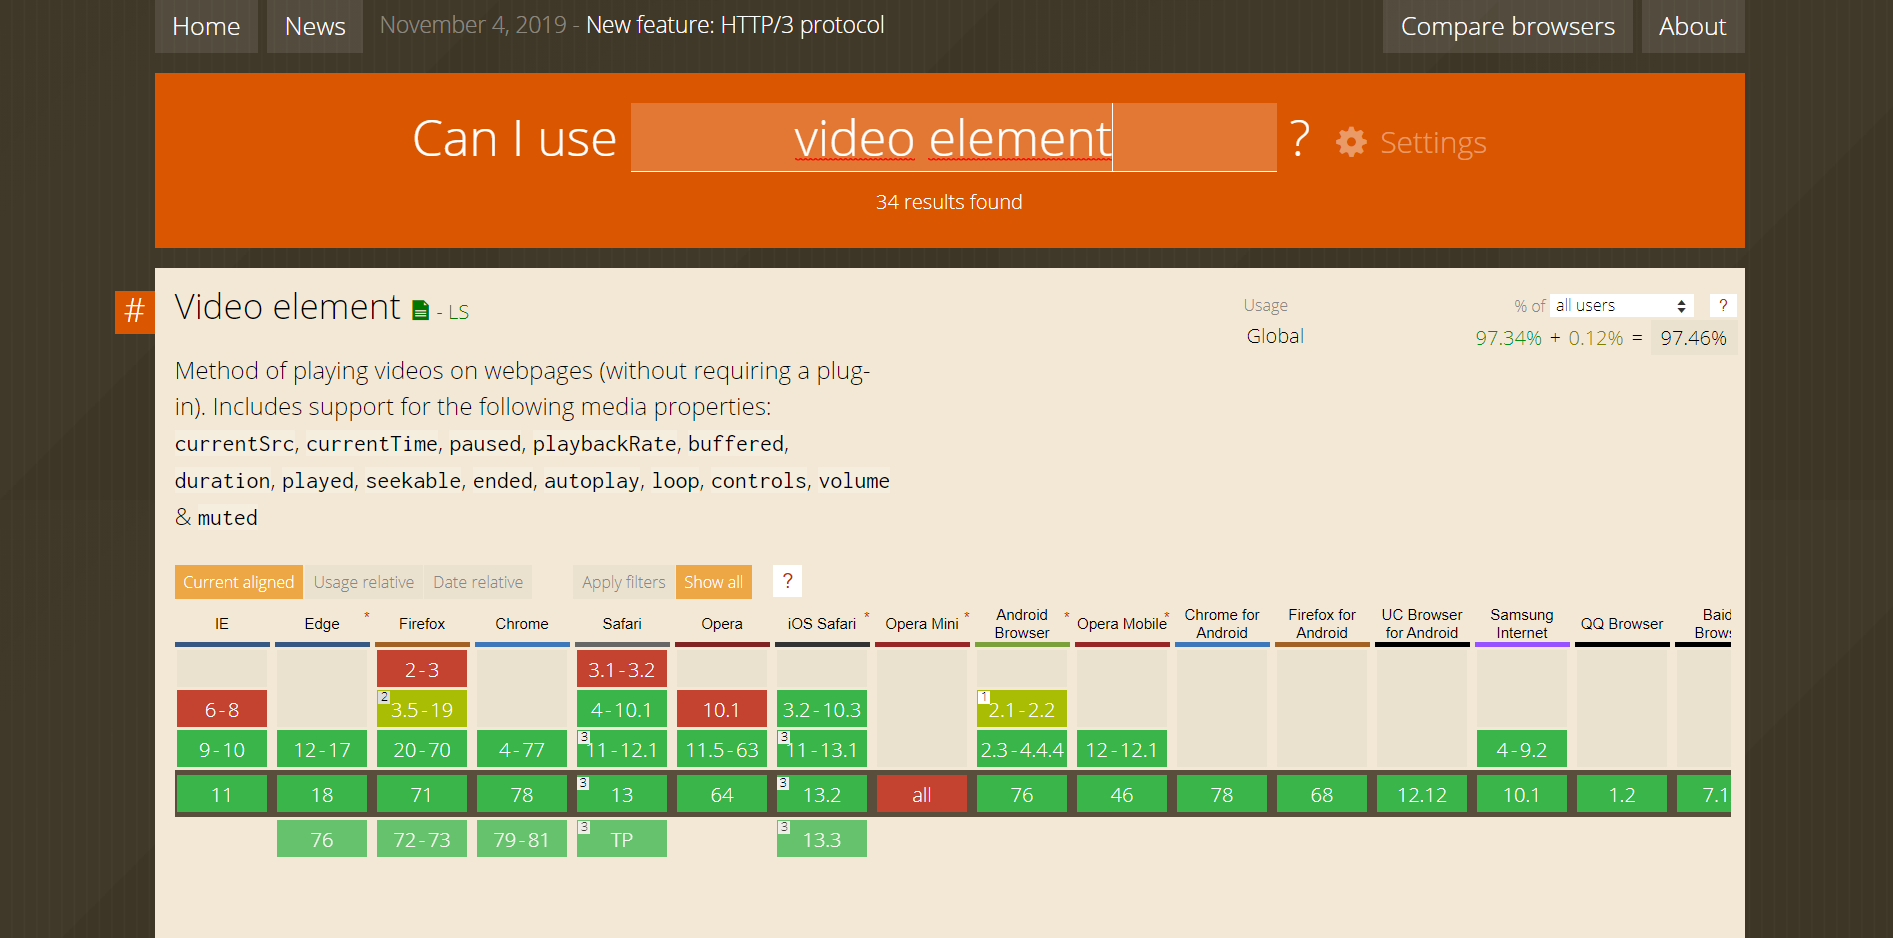 Home News November 4, 2019 - New feature: HTTP/3 protocol Compare browsers About
Can I use video element ? Settings
34 results found
#
Video element - LS
Usage % of all users ?
Global 97.34% + 0.12% = 97.46%
Method of playing videos on webpages (without requiring a plug-
in). Includes support for the following media properties:
currentSrc, currentTime, paused, playbackRate, buffered,
duration, played, seekable, ended, autoplay, loop, controls, volume
& muted
Current aligned Usage relative Date relative Apply filters Show all ?
IE Edge * Firefox Chrome Safari Opera iOS Safari * Opera Mini * Android Browser * Opera Mobile * Chrome for Android Firefox for Android UC Browser for Android Samsung Internet QQ Browser Baid Brows
2-3 3.1-3.2
6-8 2 3.5-19 4-10.1 10.1 3.2-10.3 1 2.1-2.2
9-10 12-17 20-70 4-77 3 11-12.1 11.5-63 3 11-13.1 2.3-4.4.4 12-12.1 4-9.2
11 18 71 78 3 13 64 3 13.2 all 76 46 78 68 12.12 10.1 1.2 7.1
76 72-73 79-81 3 TP 3 13.3